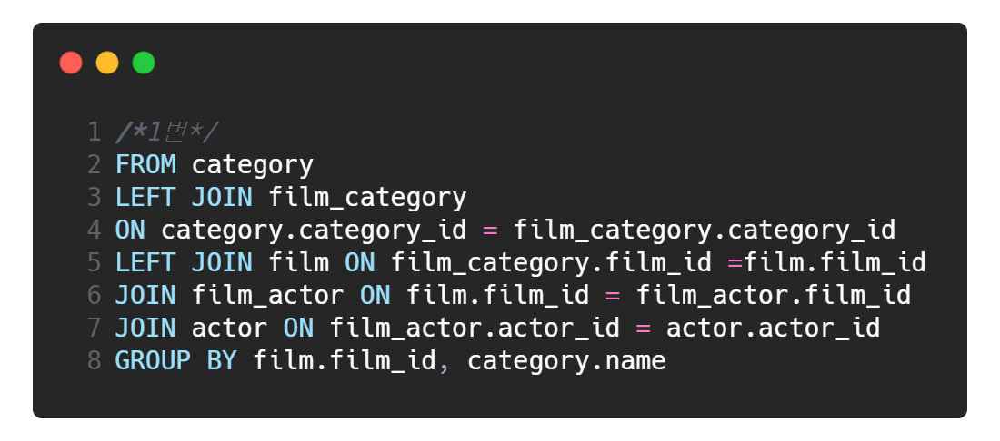 1 /*1번*/
2 FROM category
3 LEFT JOIN film_category
4 ON category.category_id = film_category.category_id
5 LEFT JOIN film ON film_category.film_id =film.film_id
6 JOIN film_actor ON film.film_id = film_actor.film_id
7 JOIN actor ON film_actor.actor_id = actor.actor_id
8 GROUP BY film.film_id, category.name